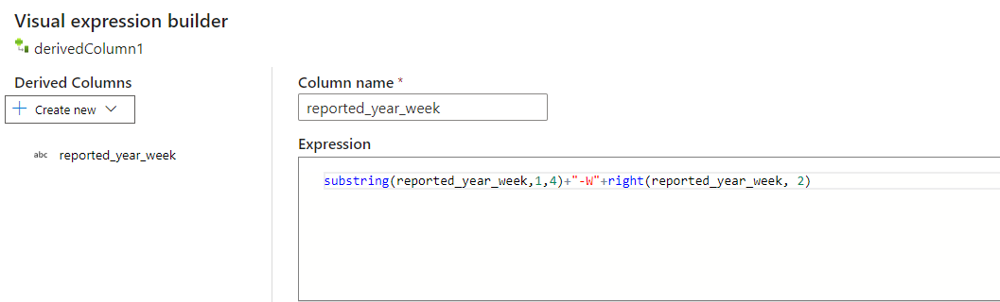 Visual expression builder
derivedColumn1
Derived Columns
+ Create new
abc reported_year_week
Column name *
reported_year_week
Expression
substring(reported_year_week,1,4)+"-W"+right(reported_year_week, 2)